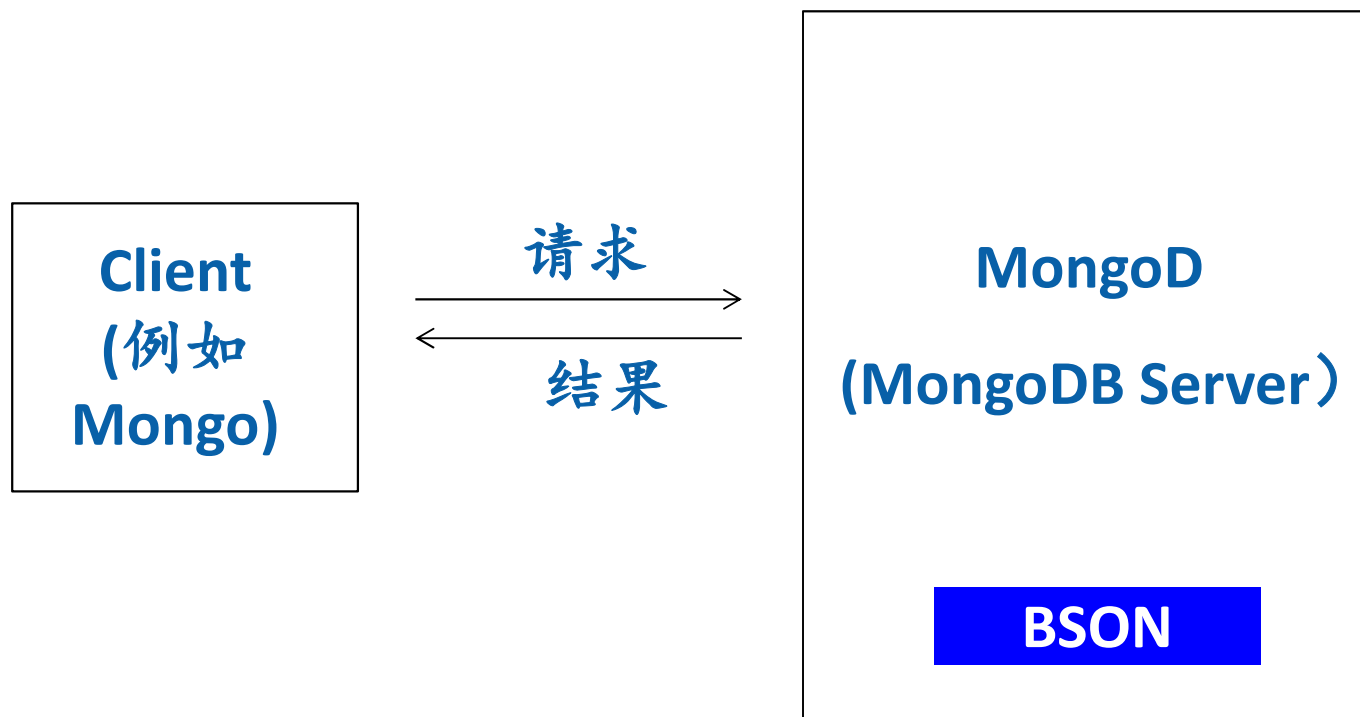 Client
(例如
Mongo)
请求
结果
MongoD
(MongoDB Server）
BSON